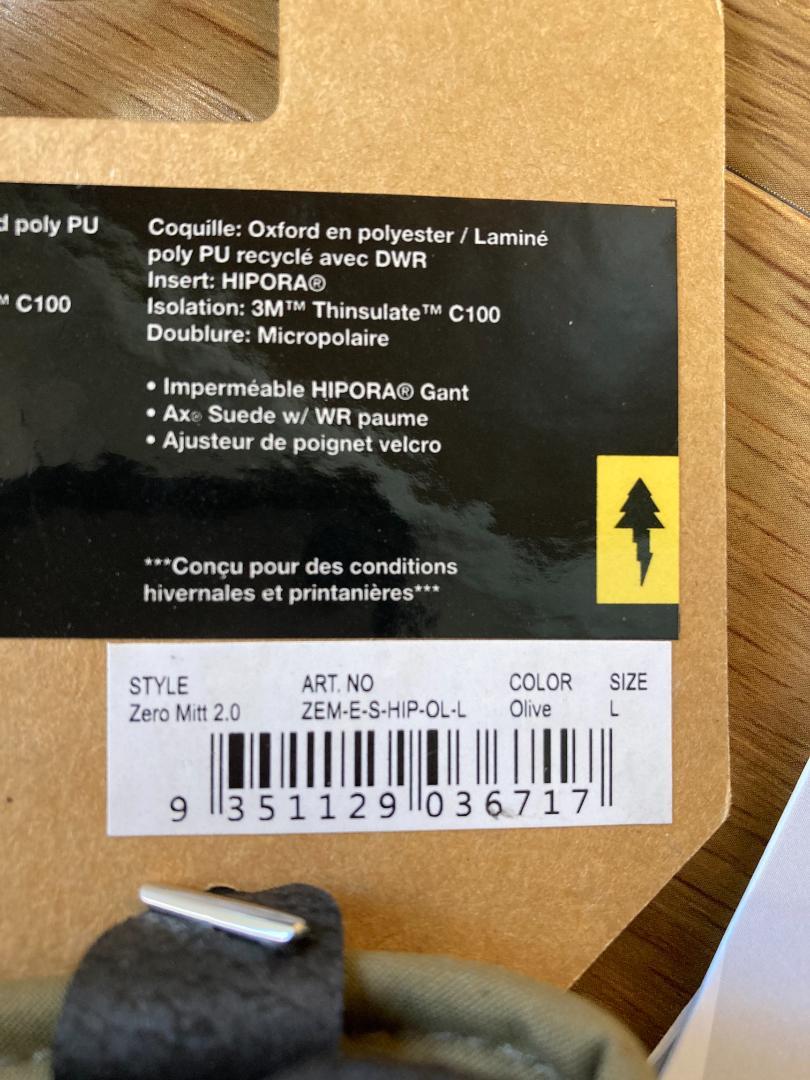 d poly PU
™ C100
Coquille: Oxford en polyester / Laminé
poly PU recyclé avec DWR
Insert: HIPORA®
Isolation: 3M™ Thinsulate™ C100
Doublure: Micropolaire
• Imperméable HIPORA® Gant
• Ax® Suede w/ WR paume
• Ajusteur de poignet velcro
***Conçu pour des conditions
hivernales et printanières***
STYLE ART. NO COLOR SIZE
Zero Mitt 2.0 ZEM-E-S-HIP-OL-L Olive L
9 351129 036717